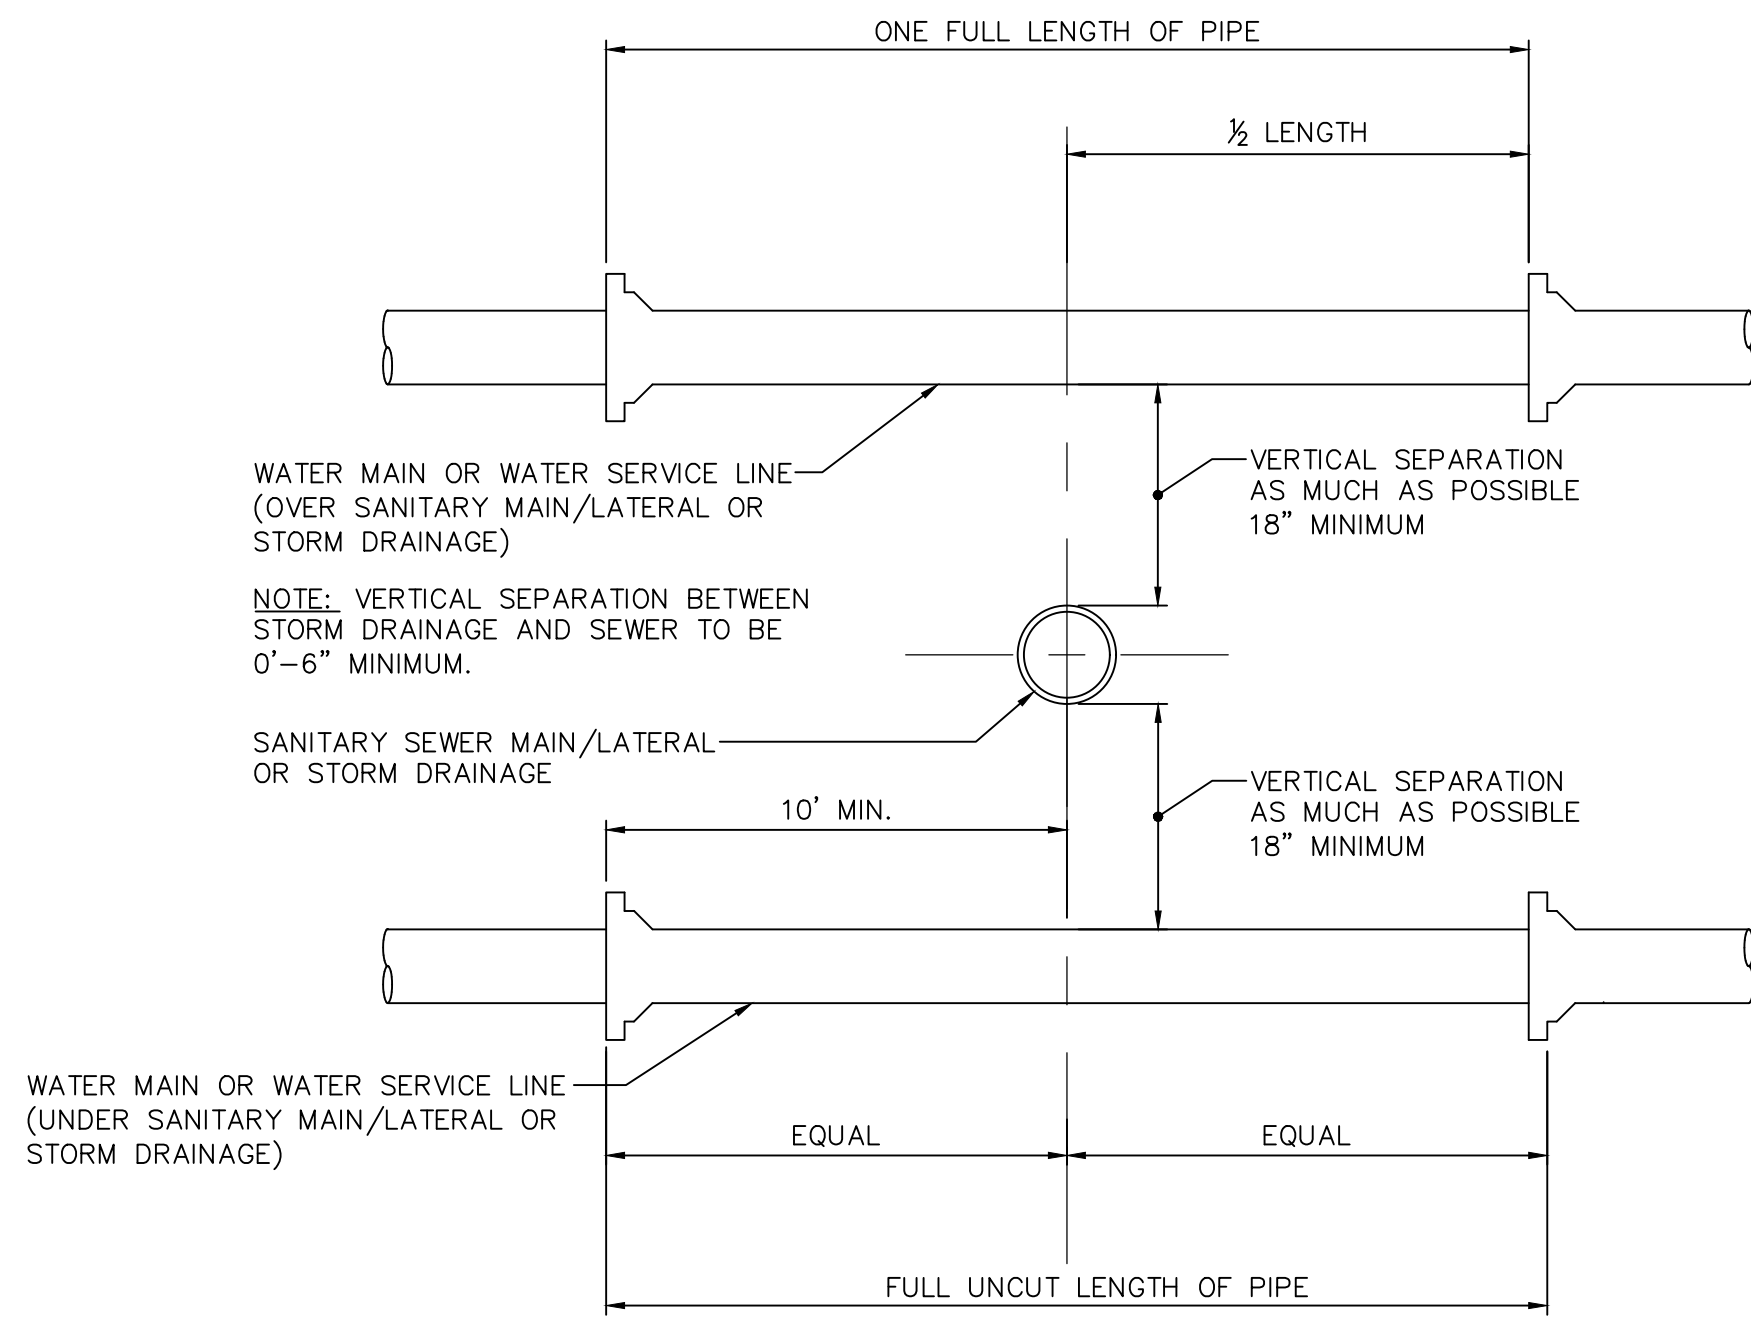 ONE FULL LENGTH OF PIPE
½ LENGTH
WATER MAIN OR WATER SERVICE LINE
(OVER SANITARY MAIN/LATERAL OR
STORM DRAINAGE)
VERTICAL SEPARATION
AS MUCH AS POSSIBLE
18" MINIMUM
NOTE: VERTICAL SEPARATION BETWEEN
STORM DRAINAGE AND SEWER TO BE
0'-6" MINIMUM.
SANITARY SEWER MAIN/LATERAL
OR STORM DRAINAGE
10' MIN.
VERTICAL SEPARATION
AS MUCH AS POSSIBLE
18" MINIMUM
WATER MAIN OR WATER SERVICE LINE
(UNDER SANITARY MAIN/LATERAL OR
STORM DRAINAGE)
EQUAL
EQUAL
FULL UNCUT LENGTH OF PIPE